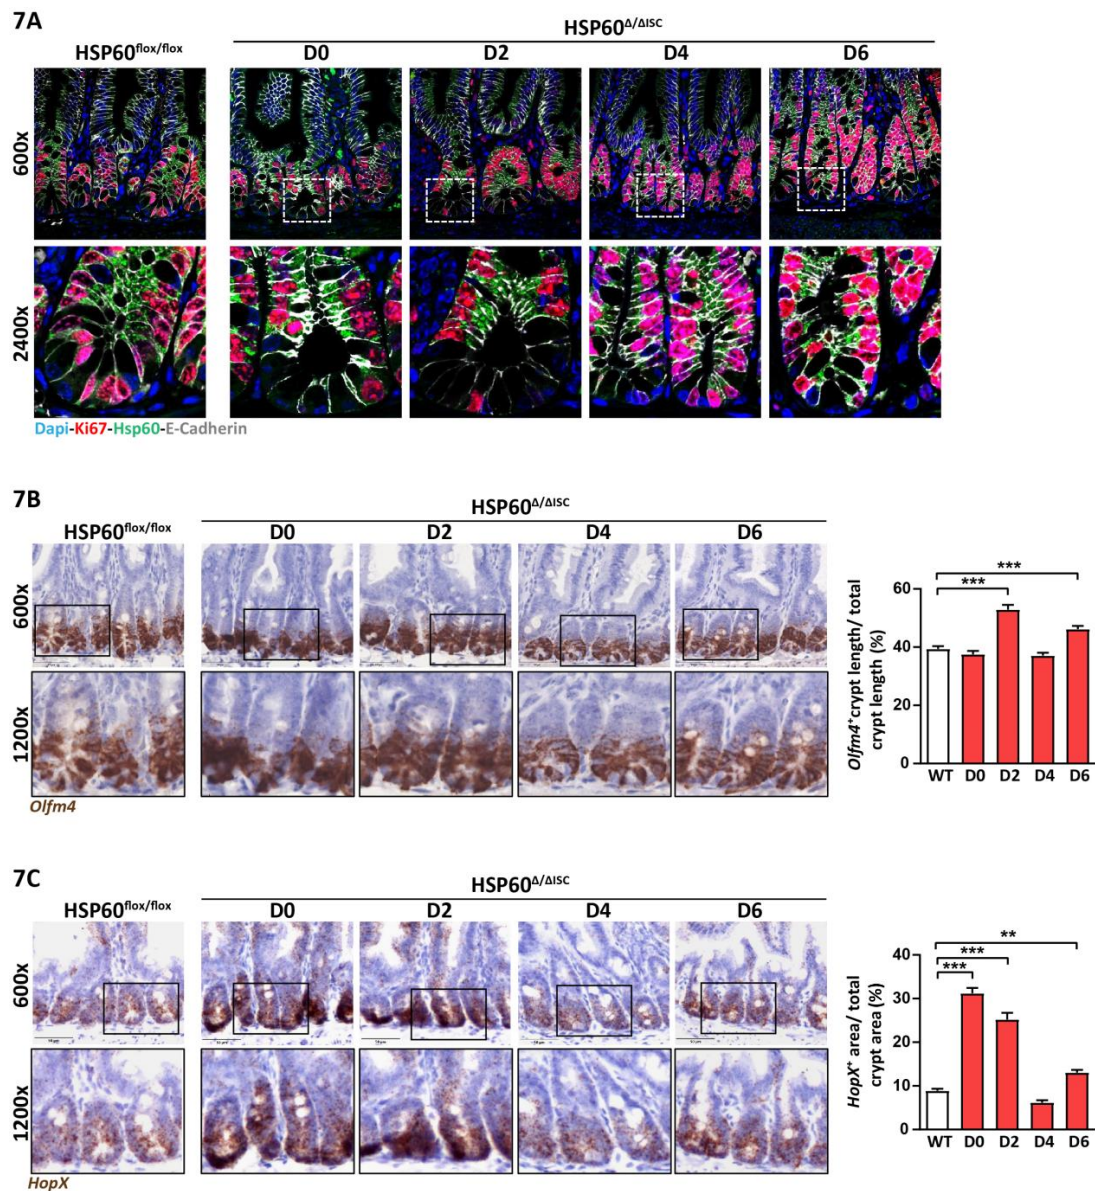 7A
HSP60flox/flox
HSP60Δ/ΔISC
D0 D2 D4 D6
600x
2400x
Dapi-Ki67-Hsp60-E-Cadherin
7B
HSP60flox/flox
HSP60Δ/ΔISC
D0 D2 D4 D6
600x
1200x
Olfm4
Olfm4+crypt length/ total
crypt length (%)
60
40
20
0
*** 
***
WT D0 D2 D4 D6
7C
HSP60flox/flox
HSP60Δ/ΔISC
D0 D2 D4 D6
600x
1200x
HopX
HopX+ area/ total
crypt area (%)
40
30
20
10
0
**
***
***
WT D0 D2 D4 D6